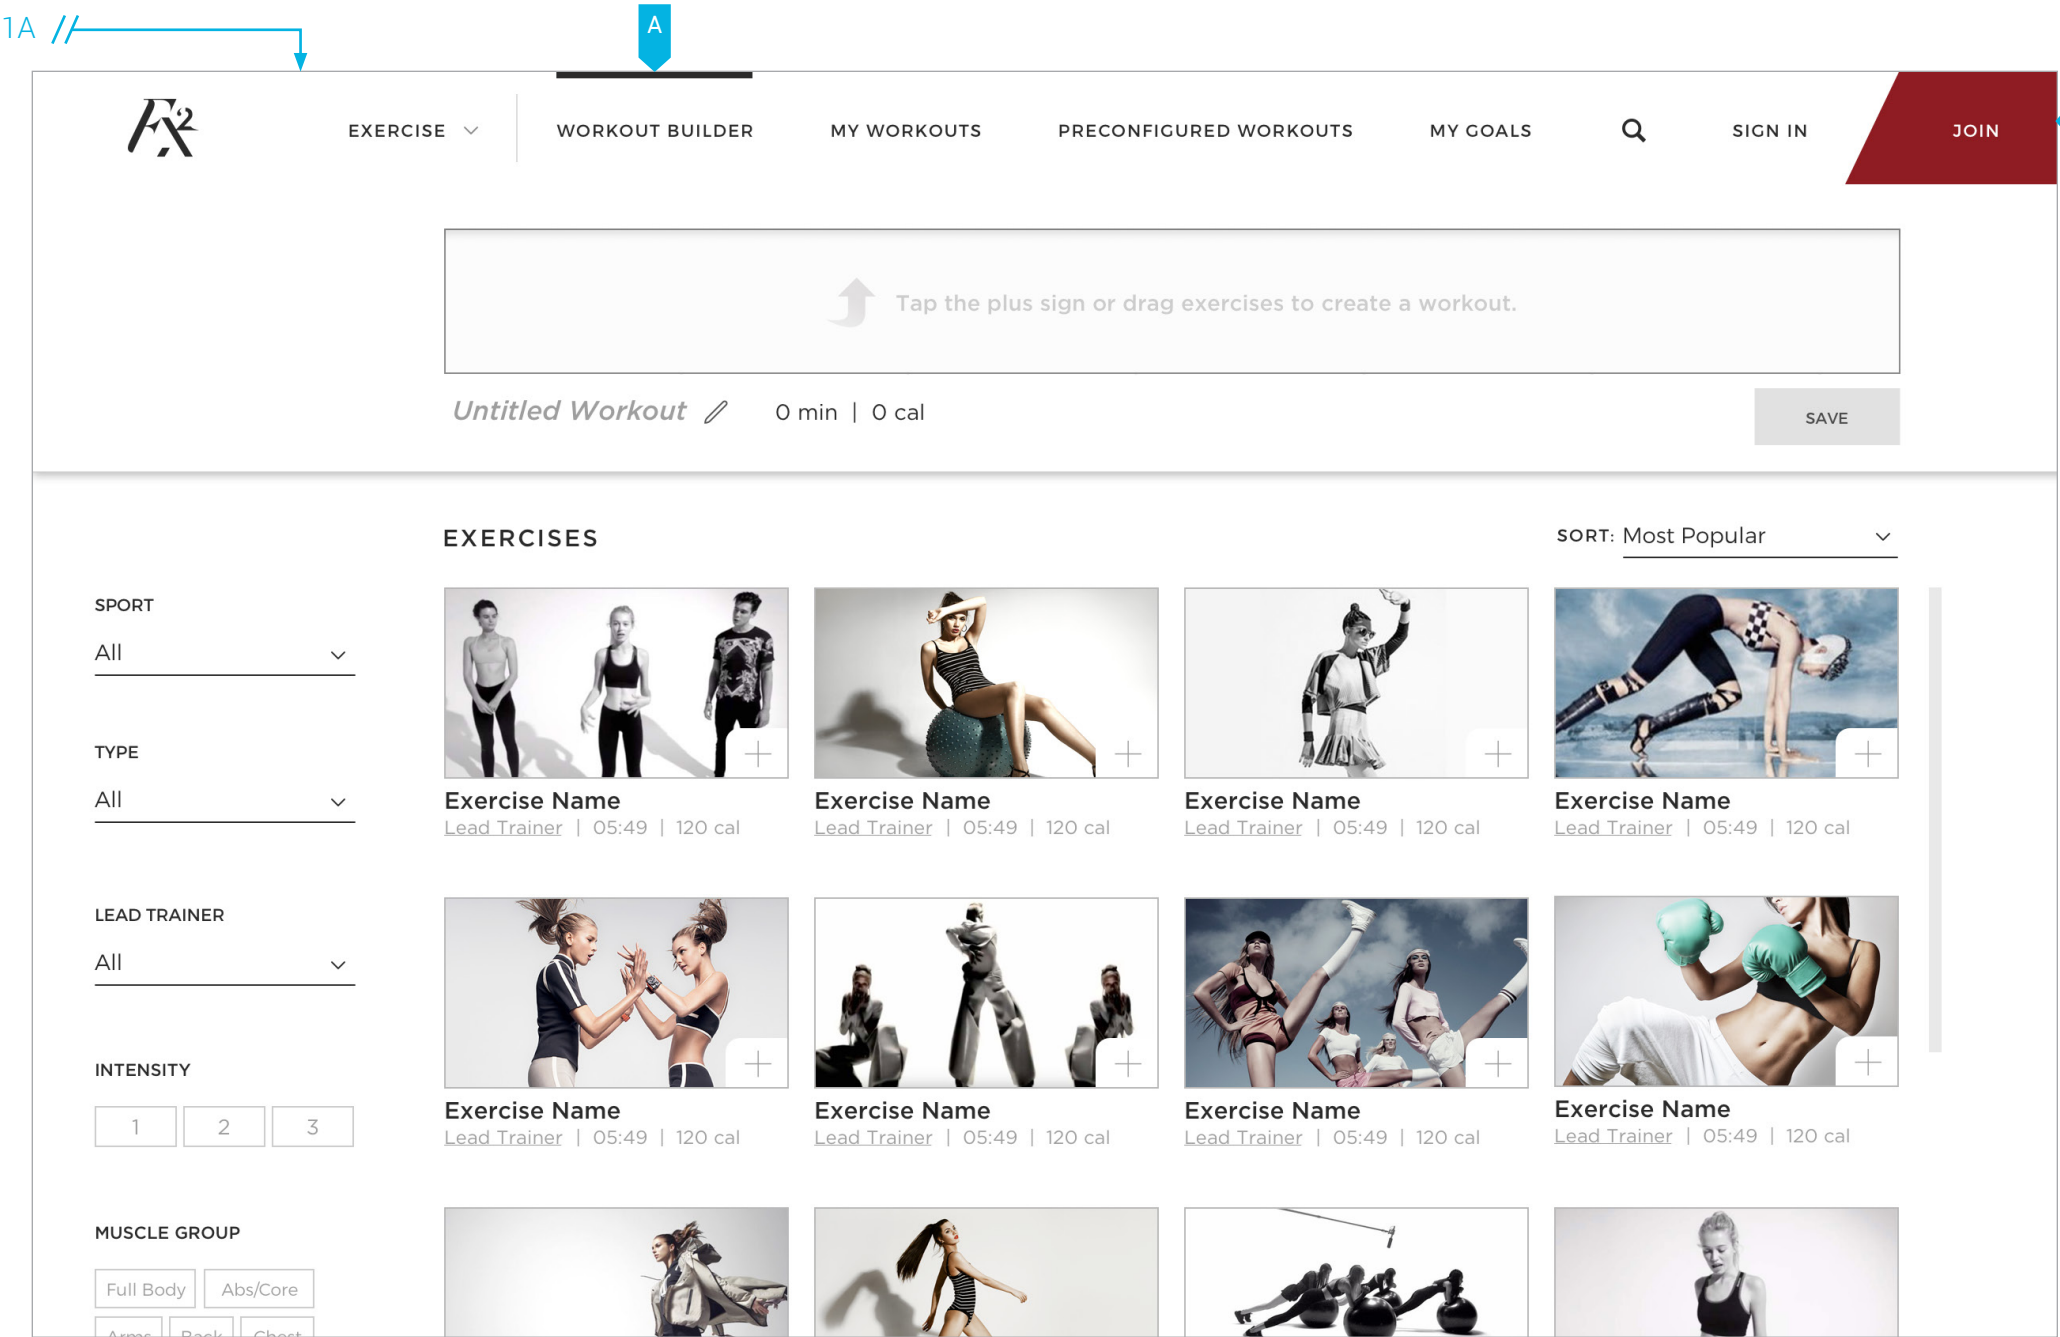 1A //
A
FX²
EXERCISE
WORKOUT BUILDER
MY WORKOUTS
PRECONFIGURED WORKOUTS
MY GOALS
SIGN IN
JOIN
Tap the plus sign or drag exercises to create a workout.
Untitled Workout
0 min | 0 cal
SAVE
EXERCISES
SORT: Most Popular
SPORT
All
TYPE
All
LEAD TRAINER
All
INTENSITY
1 2 3
MUSCLE GROUP
Full Body Abs/Core
Arms Back Chest
Exercise Name
Lead Trainer | 05:49 | 120 cal
Exercise Name
Lead Trainer | 05:49 | 120 cal
Exercise Name
Lead Trainer | 05:49 | 120 cal
Exercise Name
Lead Trainer | 05:49 | 120 cal
Exercise Name
Lead Trainer | 05:49 | 120 cal
Exercise Name
Lead Trainer | 05:49 | 120 cal
Exercise Name
Lead Trainer | 05:49 | 120 cal
Exercise Name
Lead Trainer | 05:49 | 120 cal